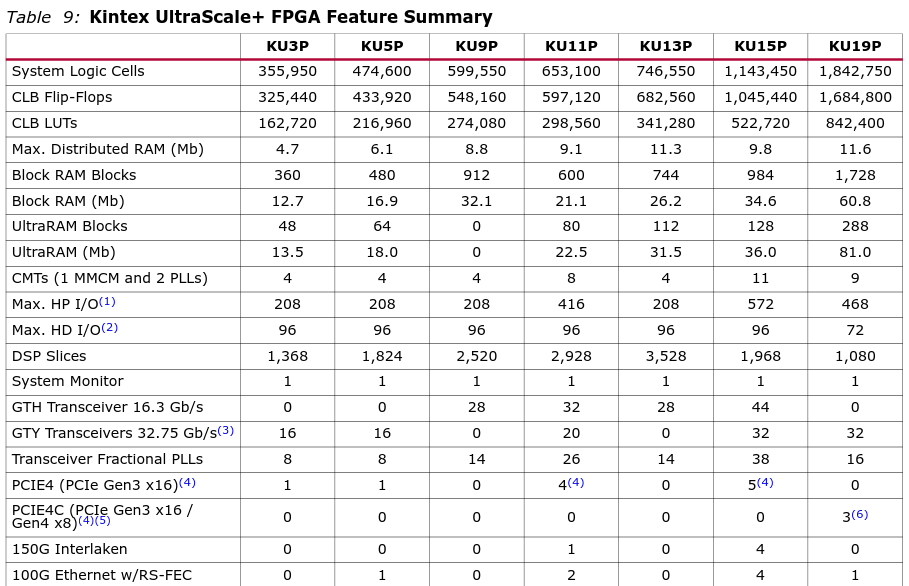 Table 9: Kintex UltraScale+ FPGA Feature Summary
KU3P KU5P KU9P KU11P KU13P KU15P KU19P
System Logic Cells 355,950 474,600 599,550 653,100 746,550 1,143,450 1,842,750
CLB Flip-Flops 325,440 433,920 548,160 597,120 682,560 1,045,440 1,684,800
CLB LUTs 162,720 216,960 274,080 298,560 341,280 522,720 842,400
Max. Distributed RAM (Mb) 4.7 6.1 8.8 9.1 11.3 9.8 11.6
Block RAM Blocks 360 480 912 600 744 984 1,728
Block RAM (Mb) 12.7 16.9 32.1 21.1 26.2 34.6 60.8
UltraRAM Blocks 48 64 0 80 112 128 288
UltraRAM (Mb) 13.5 18.0 0 22.5 31.5 36.0 81.0
CMTs (1 MMCM and 2 PLLs) 4 4 4 8 4 11 9
Max. HP I/O(1) 208 208 208 416 208 572 468
Max. HD I/O(2) 96 96 96 96 96 96 72
DSP Slices 1,368 1,824 2,520 2,928 3,528 1,968 1,080
System Monitor 1 1 1 1 1 1 1
GTH Transceiver 16.3 Gb/s 0 0 28 32 28 44 0
GTY Transceivers 32.75 Gb/s(3) 16 16 0 20 0 32 32
Transceiver Fractional PLLs 8 8 14 26 14 38 16
PCIE4 (PCIe Gen3 x16)(4) 1 1 0 4(4) 0 5(4) 0
PCIE4C (PCIe Gen3 x16 /
Gen4 x8)(4)(5) 0 0 0 0 0 0 3(6)
150G Interlaken 0 0 0 1 0 4 0
100G Ethernet w/RS-FEC 0 1 0 2 0 4 1